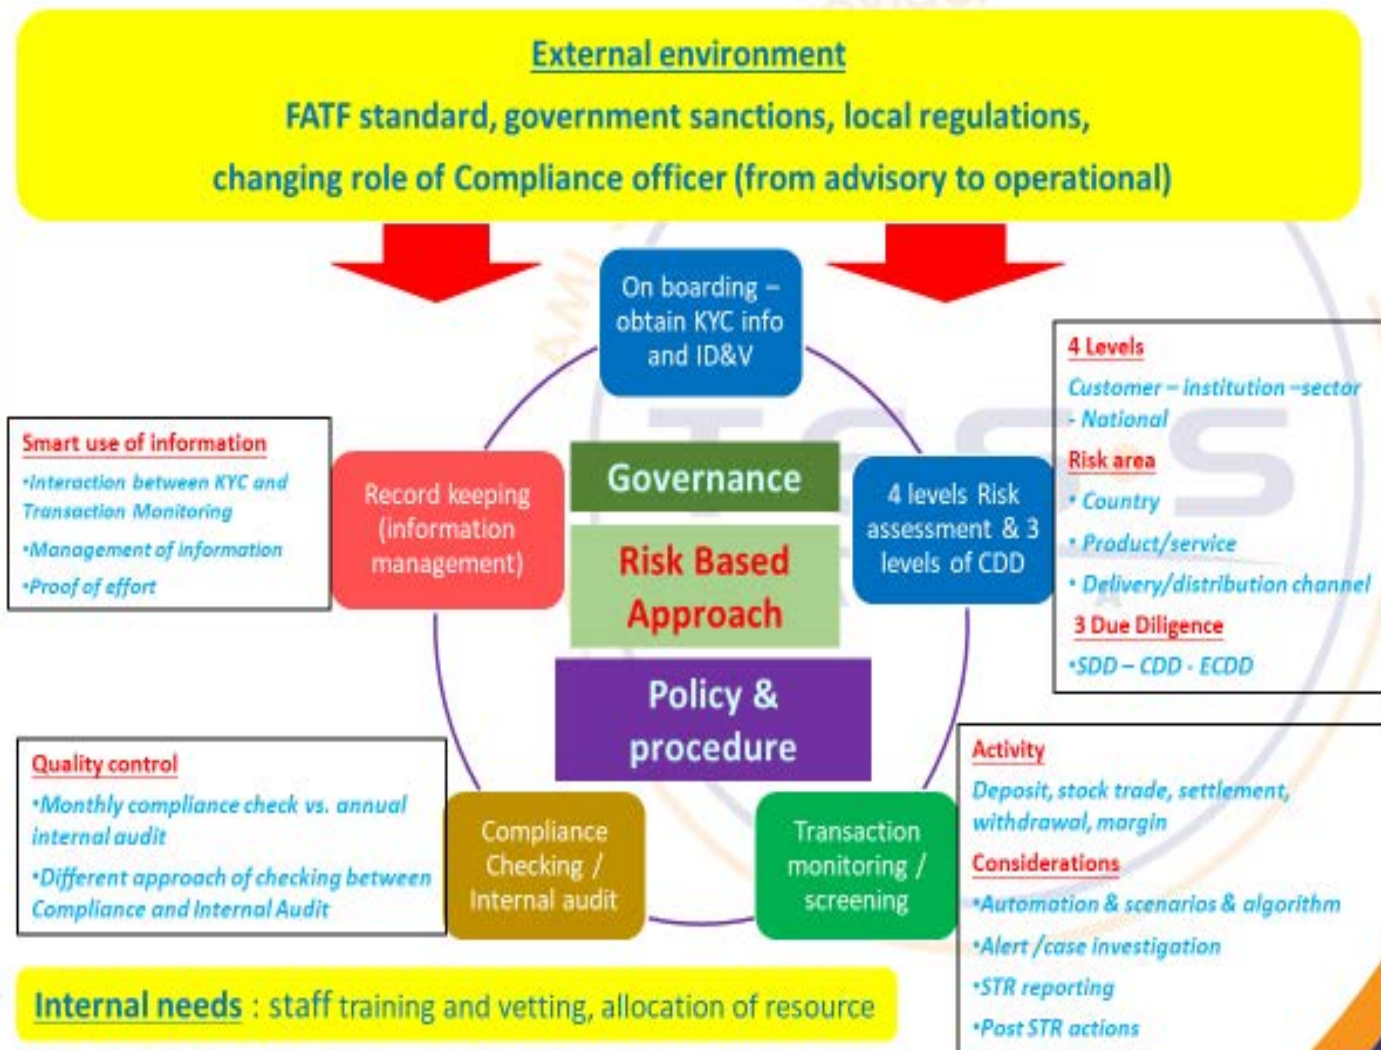 External environment
FATF standard, government sanctions, local regulations,
changing role of Compliance officer (from advisory to operational)
On boarding –
obtain KYC info
and ID&V
4 Levels
Customer – institution –sector
- National
Risk area
• Country
• Product/service
• Delivery/distribution channel
3 Due Diligence
•SDD – CDD - ECDD
Smart use of information
•Interaction between KYC and
Transaction Monitoring
•Management of information
•Proof of effort
Record keeping
(information
management)
Governance
Risk Based
Approach
Policy &
procedure
4 levels Risk
assessment & 3
levels of CDD
Quality control
•Monthly compliance check vs. annual
internal audit
•Different approach of checking between
Compliance and Internal Audit
Compliance
Checking /
Internal audit
Transaction
monitoring /
screening
Activity
Deposit, stock trade, settlement,
withdrawal, margin
Considerations
•Automation & scenarios & algorithm
•Alert /case investigation
•STR reporting
•Post STR actions
Internal needs : staff training and vetting, allocation of resource